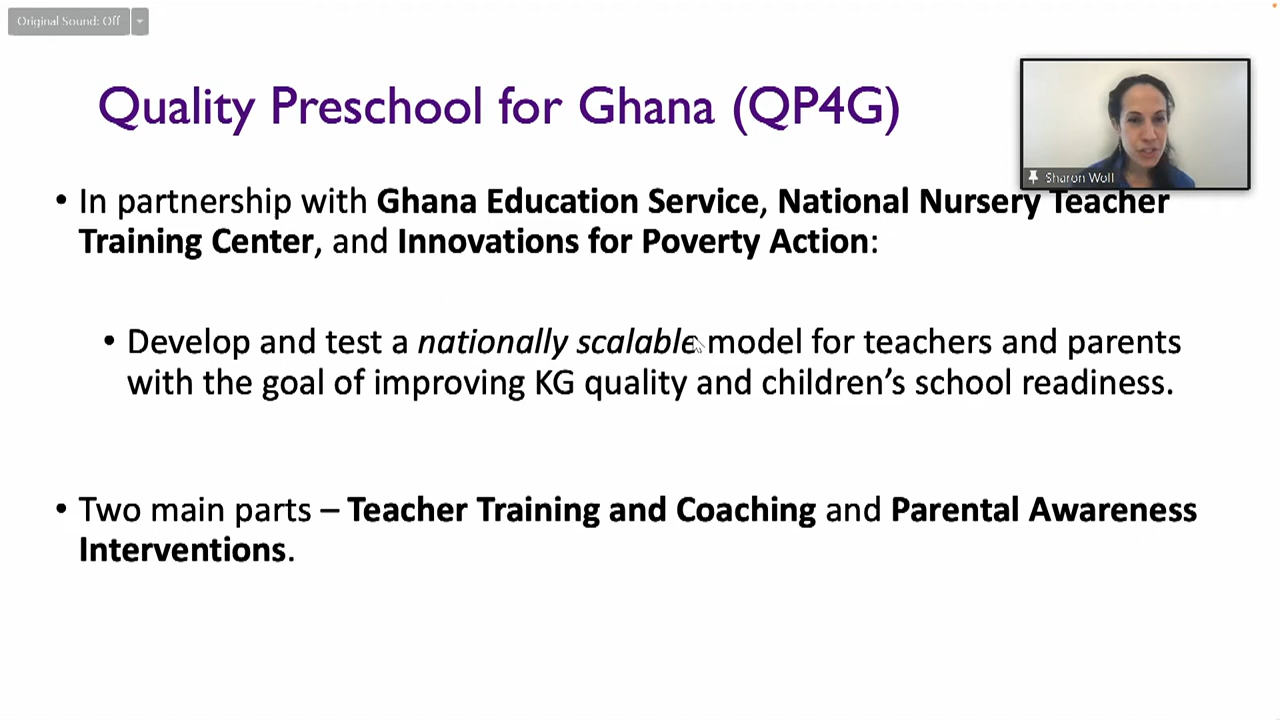 Original Sound: Off
Quality Preschool for Ghana (QP4G)
Sharon Wolf
• In partnership with Ghana Education Service, National Nursery Teacher
Training Center, and Innovations for Poverty Action:
• Develop and test a nationally scalable model for teachers and parents
with the goal of improving KG quality and children’s school readiness.
• Two main parts – Teacher Training and Coaching and Parental Awareness
Interventions.